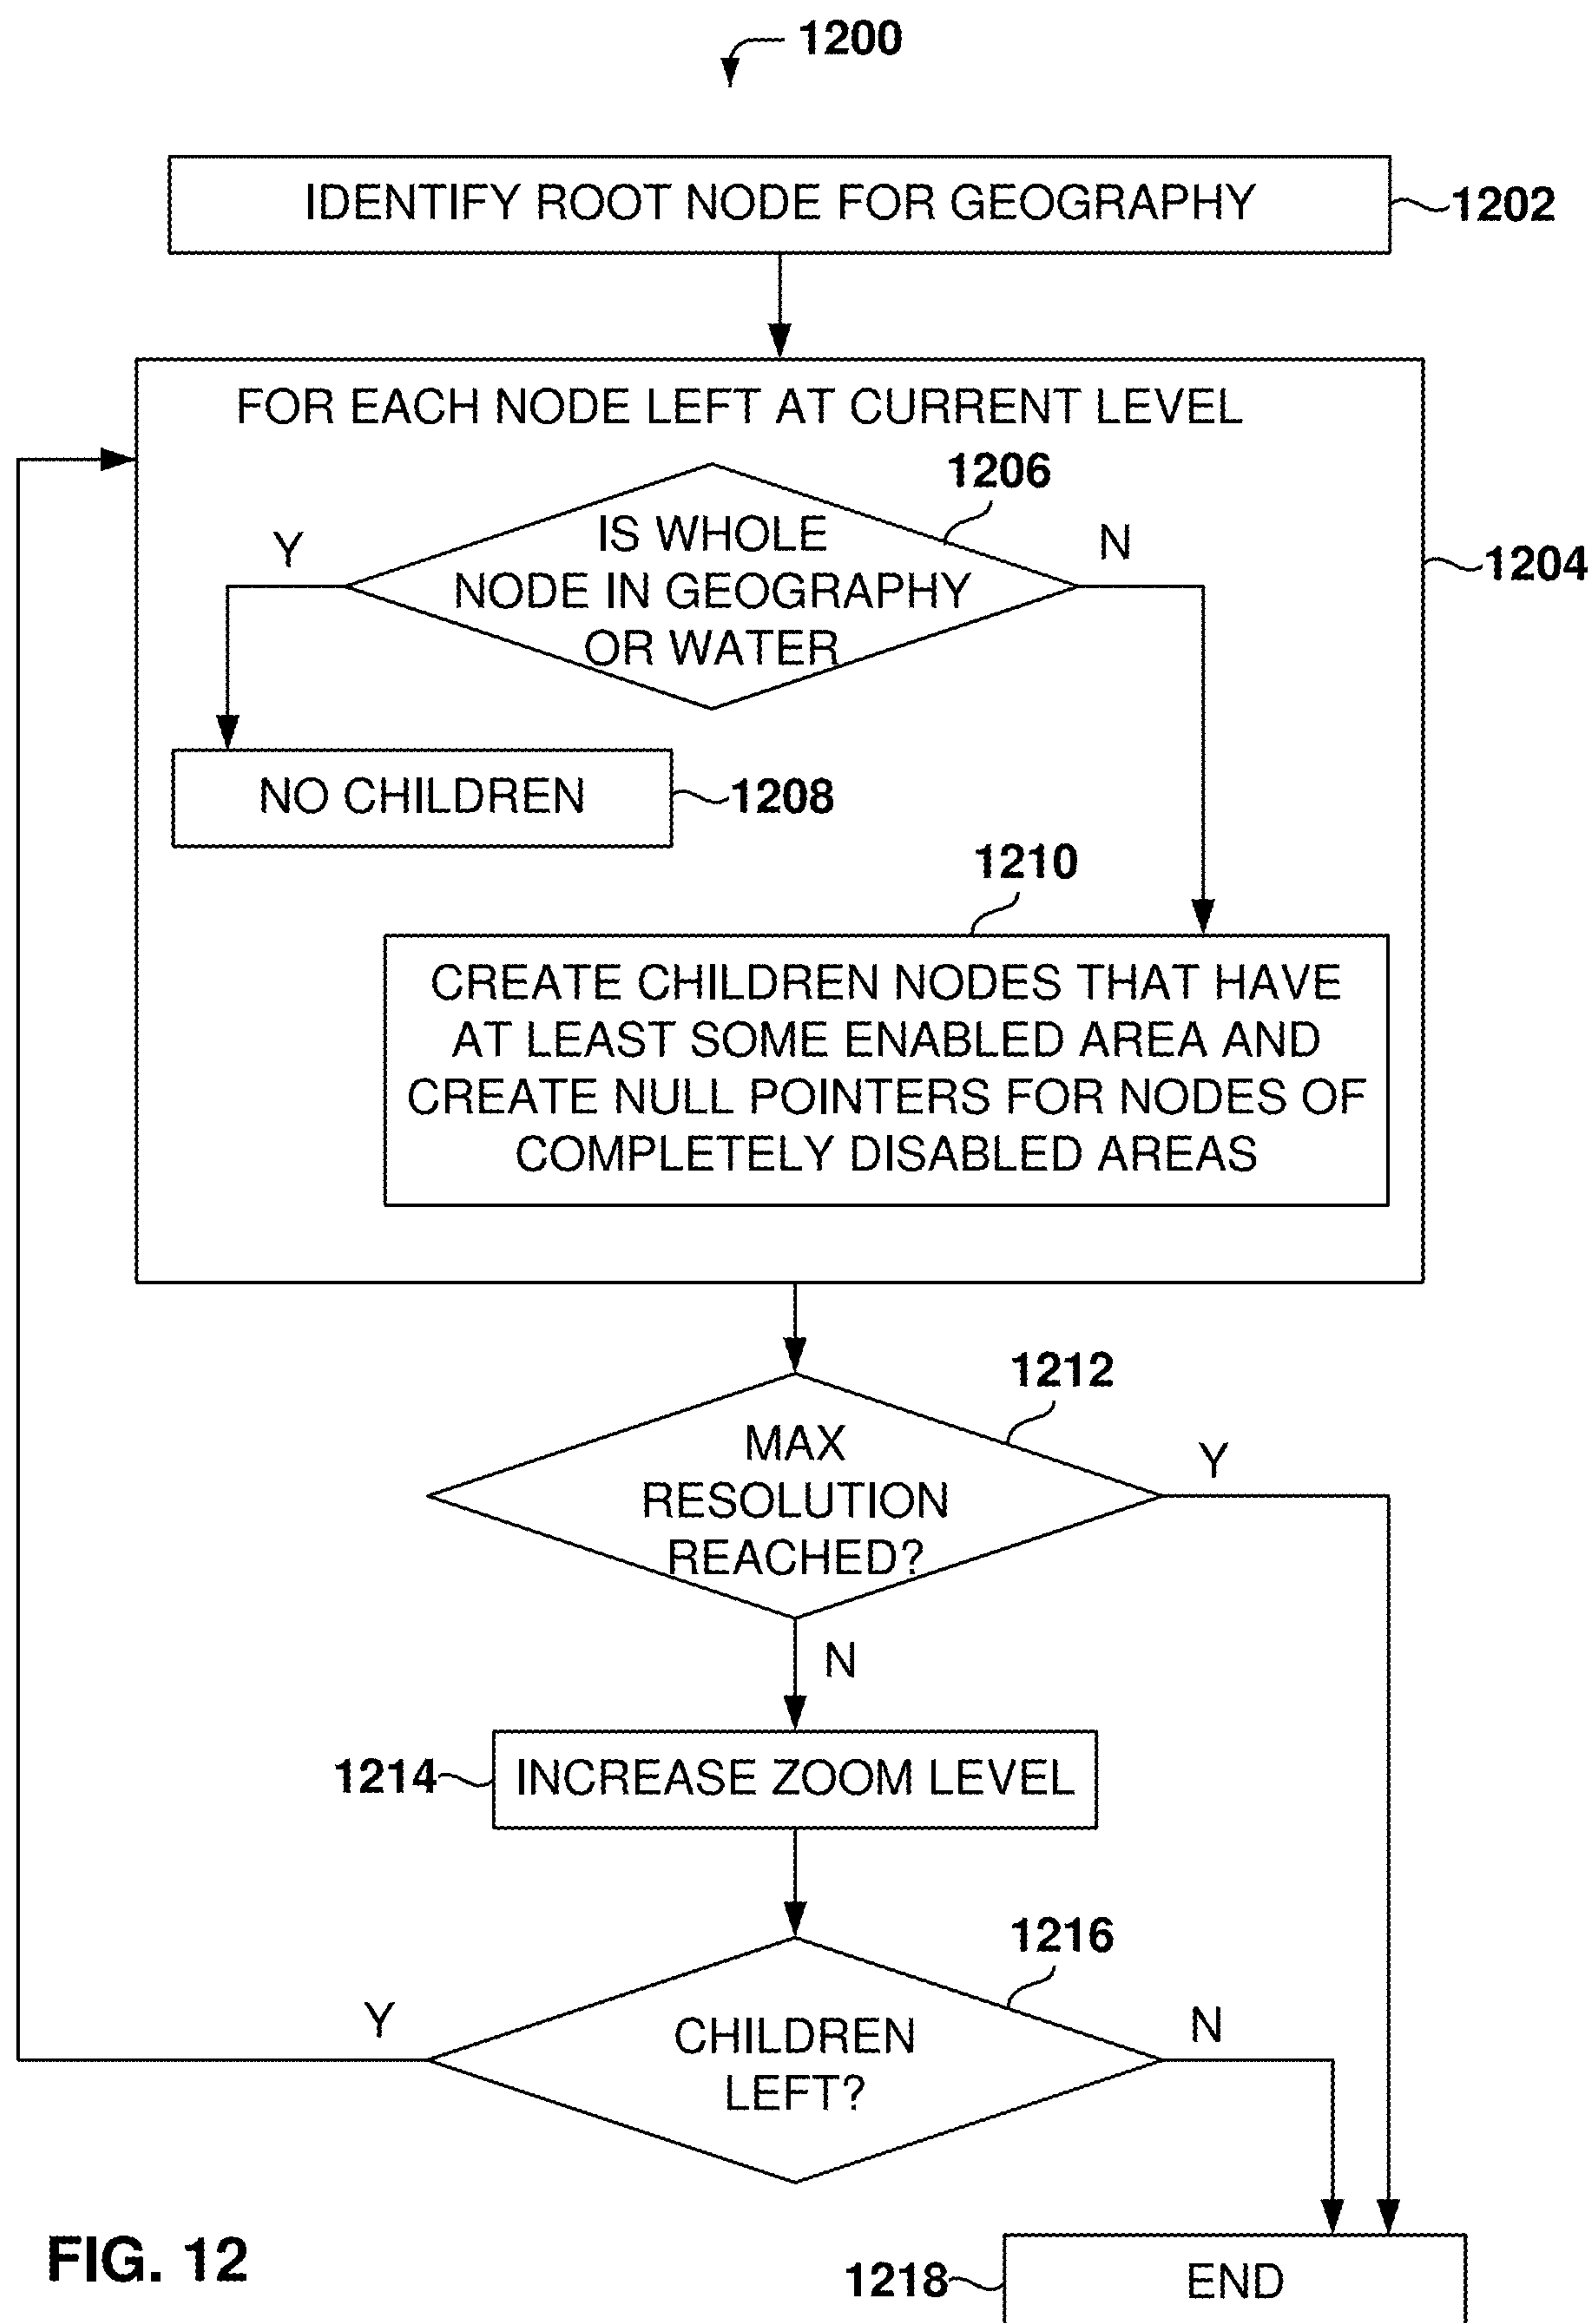 1200
IDENTIFY ROOT NODE FOR GEOGRAPHY
1202
FOR EACH NODE LEFT AT CURRENT LEVEL
1204
1206
IS WHOLE
NODE IN GEOGRAPHY
OR WATER
Y
N
NO CHILDREN
1208
1210
CREATE CHILDREN NODES THAT HAVE
AT LEAST SOME ENABLED AREA AND
CREATE NULL POINTERS FOR NODES OF
COMPLETELY DISABLED AREAS
1212
MAX
RESOLUTION
REACHED?
Y
N
1214
INCREASE ZOOM LEVEL
1216
CHILDREN
LEFT?
Y
N
FIG. 12
1218
END